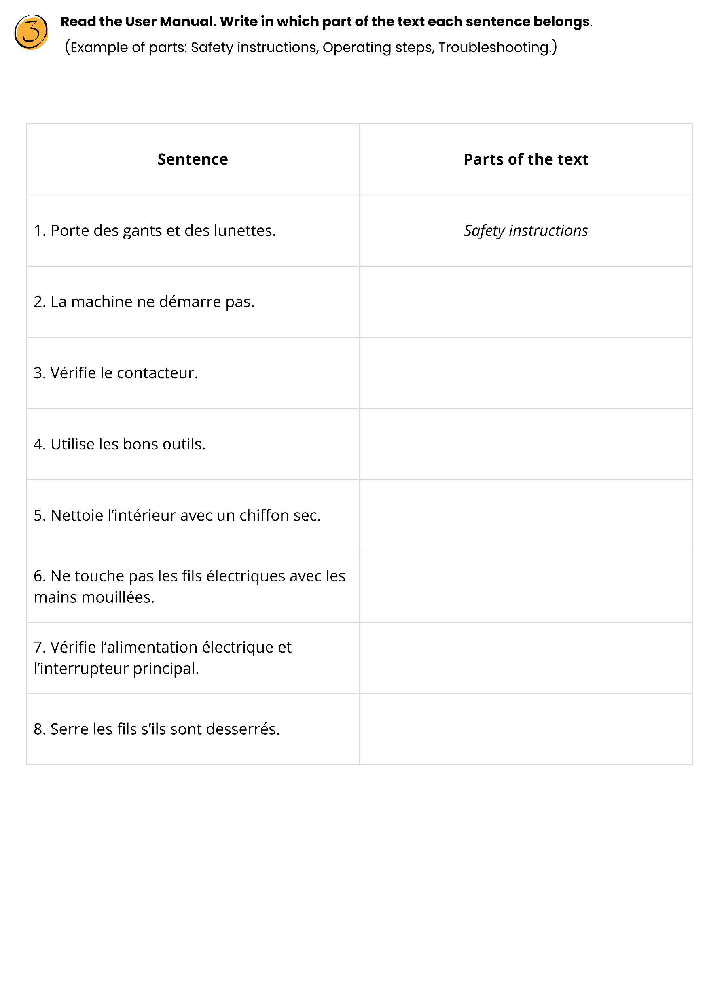 3
Read the User Manual. Write in which part of the text each sentence belongs.
(Example of parts: Safety instructions, Operating steps, Troubleshooting.)
Sentence
Parts of the text
1. Porte des gants et des lunettes.
Safety instructions
2. La machine ne démarre pas.
3. Vérifie le contacteur.
4. Utilise les bons outils.
5. Nettoie l’intérieur avec un chiffon sec.
6. Ne touche pas les fils électriques avec les
mains mouillées.
7. Vérifie l’alimentation électrique et
l’interrupteur principal.
8. Serre les fils s’ils sont desserrés.